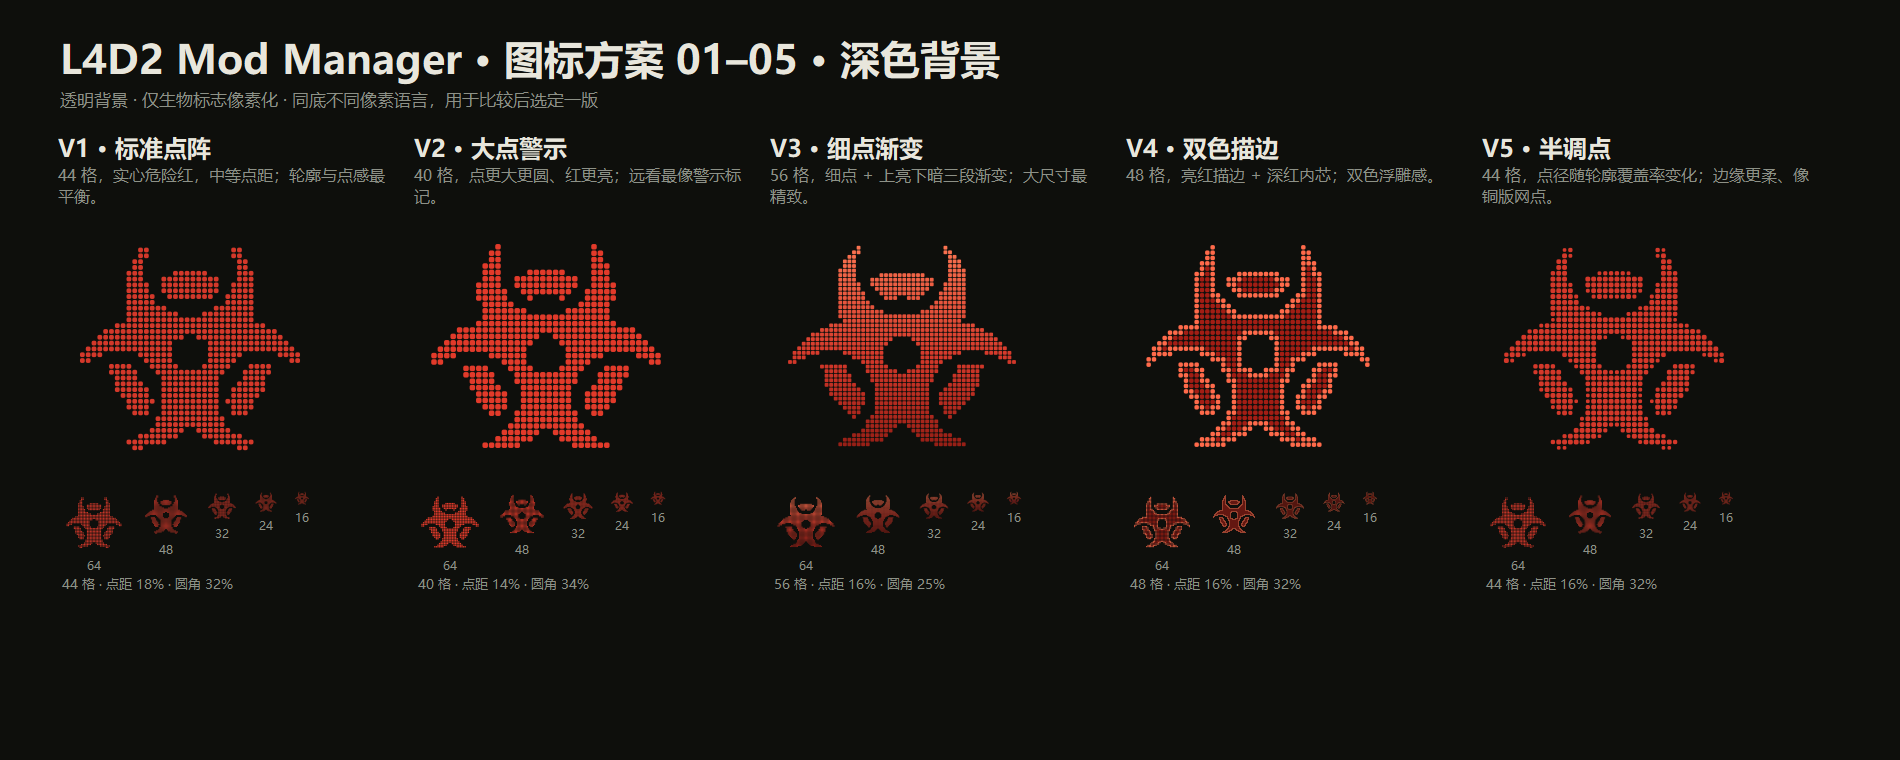 L4D2 Mod Manager • 图标方案 01–05 • 深色背景
透明背景 · 仅生物标志像素化 · 同底不同像素语言，用于比较后选定一版
V1 • 标准点阵
44 格，实心危险红，中等点距；轮廓与点感最
平衡。
64
48
32
24
16
44 格 · 点距 18% · 圆角 32%
V2 • 大点警示
40 格，点更大更圆、红更亮；远看最像警示标
记。
64
48
32
24
16
40 格 · 点距 14% · 圆角 34%
V3 • 细点渐变
56 格，细点 + 上亮下暗三段渐变；大尺寸最
精致。
64
48
32
24
16
56 格 · 点距 16% · 圆角 25%
V4 • 双色描边
48 格，亮红描边 + 深红内芯；双色浮雕感。
64
48
32
24
16
48 格 · 点距 16% · 圆角 32%
V5 • 半调点
44 格，点径随轮廓覆盖率变化；边缘更柔、像
铜版网点。
64
48
32
24
16
44 格 · 点距 16% · 圆角 32%